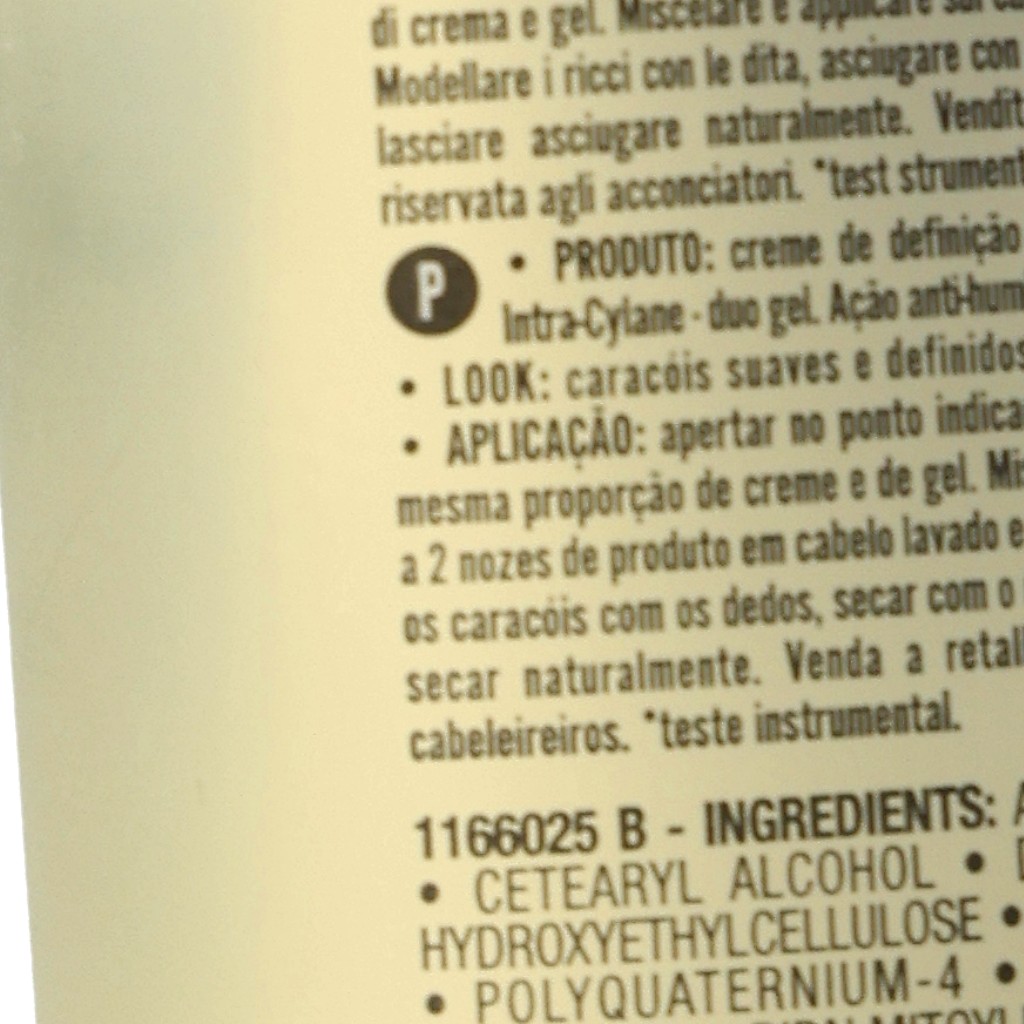 di crema e gel. Miscelare e applicare sui
Modellare i ricci con le dita, asciugare con
lasciare asciugare naturalmente. Vendit
riservata agli acconciatori. *test strument
P • PRODUTO: creme de definição
Intra-Cylane - duo gel. Ação anti-hum
• LOOK: caracóis suaves e definidos
• APLICAÇÃO: apertar no ponto indica
mesma proporção de creme e de gel. Mis
a 2 nozes de produto em cabelo lavado e
os caracóis com os dedos, secar com o
secar naturalmente. Venda a retal
cabeleireiros. *teste instrumental.
1166025 B - INGREDIENTS: A
• CETEARYL ALCOHOL • D
HYDROXYETHYLCELLULOSE •
• POLYQUATERNIUM-4 •